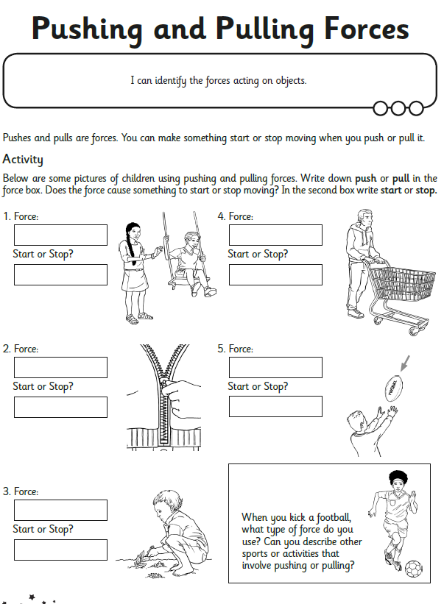 Pushing and Pulling Forces
I can identify the forces acting on objects.
Pushes and pulls are forces. You can make something start or stop moving when you push or pull it.
Activity
Below are some pictures of children using pushing and pulling forces. Write down push or pull in the
force box. Does the force cause something to start or stop moving? In the second box write start or stop.
1. Force:
Start or Stop?
4. Force:
Start or Stop?
2. Force:
Start or Stop?
5. Force:
Start or Stop?
3. Force:
Start or Stop?
When you kick a football,
what type of force do you
use? Can you describe other
sports or activities that
involve pushing or pulling?